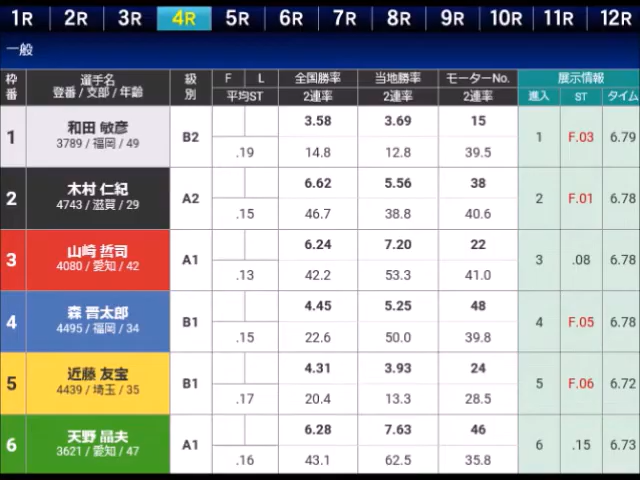 1R 2R 3R 4R 5R 6R 7R 8R 9R 10R 11R 12R
一般
枠番 選手名 登番 / 支部 / 年齢 級別 F L 平均ST 全国勝率 2連率 当地勝率 2連率 モーターNo. 2連率 展示情報 進入 ST タイム
1 和田 敏彦 B2 3.58 3.69 15 1 F.03 6.79
3789 / 福岡 / 49 .19 14.8 12.8 39.5
2 木村 仁紀 A2 6.62 5.56 38 2 F.01 6.78
4743 / 滋賀 / 29 .15 46.7 38.8 40.6
3 山崎 哲司 A1 6.24 7.20 22 3 .08 6.78
4080 / 愛知 / 42 .13 42.2 53.3 41.0
4 森 晋太郎 B1 4.45 5.25 48 4 F.05 6.78
4495 / 福岡 / 34 .15 22.6 50.0 39.8
5 近藤 友宝 B1 4.31 3.93 24 5 F.06 6.72
4439 / 埼玉 / 35 .17 20.4 13.3 28.5
6 天野 晶夫 A1 6.28 7.63 46 6 .15 6.73
3621 / 愛知 / 47 .16 43.1 62.5 35.8